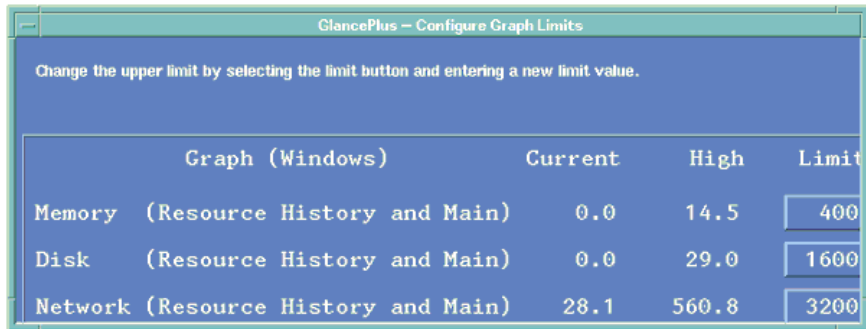 GlancePlus – Configure Graph Limits
Change the upper limit by selecting the limit button and entering a new limit value.
Graph (Windows) Current High Limit
Memory (Resource History and Main) 0.0 14.5 400
Disk (Resource History and Main) 0.0 29.0 1600
Network (Resource History and Main) 28.1 560.8 3200